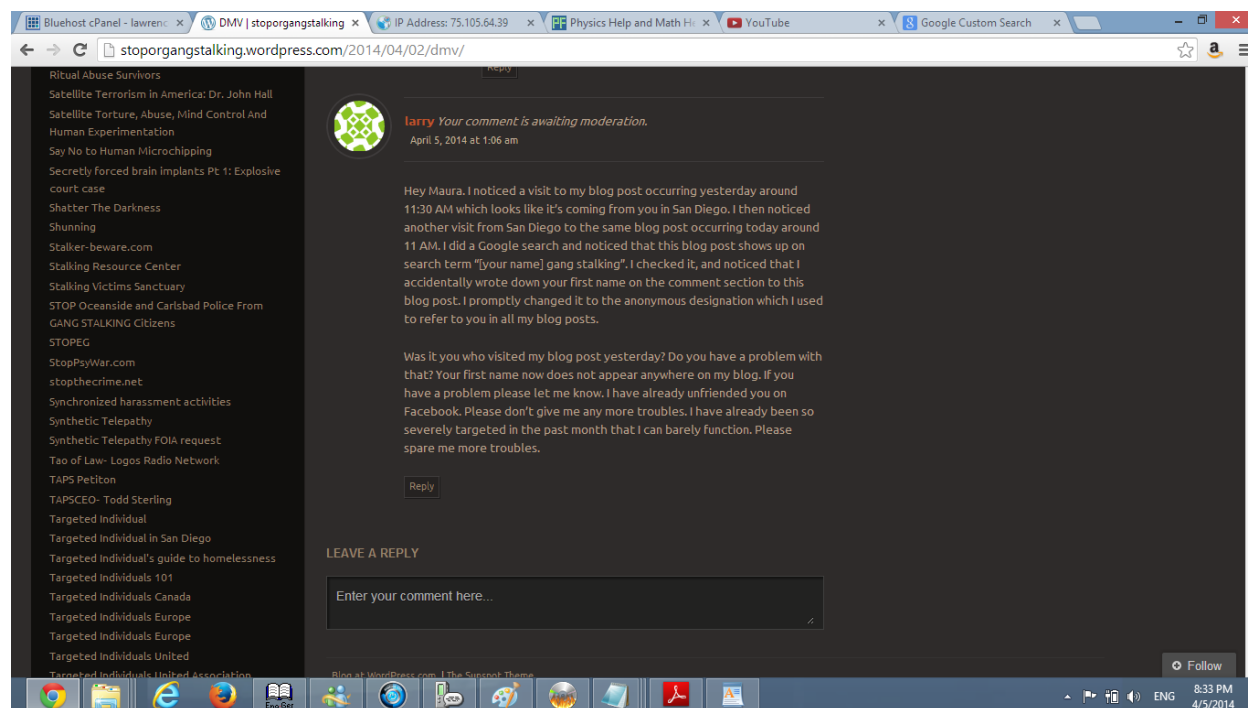 Bluehost cPanel - lawrenc
DMV | stoporgangstalking
IP Address: 75.105.64.39
Physics Help and Math He
YouTube
Google Custom Search
stoporgangstalking.wordpress.com/2014/04/02/dmv/
Ritual Abuse Survivors
Satellite Terrorism in America: Dr. John Hall
Satellite Torture, Abuse, Mind Control And
Human Experimentation
Say No to Human Microchipping
Secretly forced brain implants Pt 1: Explosive
court case
Shatter The Darkness
Shunning
Stalker-beware.com
Stalking Resource Center
Stalking Victims Sanctuary
STOP Oceanside and Carlsbad Police From
GANG STALKING Citizens
STOPEG
StopPsyWar.com
stopthecrime.net
Synchronized harassment activities
Synthetic Telepathy
Synthetic Telepathy FOIA request
Tao of Law- Logos Radio Network
TAPS Petiton
TAPSCEO- Todd Sterling
Targeted Individual
Targeted Individual in San Diego
Targeted Individual's guide to homelessness
Targeted Individuals 101
Targeted Individuals Canada
Targeted Individuals Europe
Targeted Individuals Europe
Targeted Individuals United
Targeted Individuals United Association
Reply
larry Your comment is awaiting moderation.
April 5, 2014 at 1:06 am
Hey Maura. I noticed a visit to my blog post occurring yesterday around
11:30 AM which looks like it's coming from you in San Diego. I then noticed
another visit from San Diego to the same blog post occurring today around
11 AM. I did a Google search and noticed that this blog post shows up on
search term "[your name] gang stalking". I checked it, and noticed that I
accidentally wrote down your first name on the comment section to this
blog post. I promptly changed it to the anonymous designation which I used
to refer to you in all my blog posts.
Was it you who visited my blog post yesterday? Do you have a problem with
that? Your first name now does not appear anywhere on my blog. If you
have a problem please let me know. I have already unfriended you on
Facebook. Please don't give me any more troubles. I have already been so
severely targeted in the past month that I can barely function. Please
spare me more troubles.
Reply
LEAVE A REPLY
Enter your comment here...
Blog at WordPress.com. | The Sunspot Theme.
Follow
Eng Ser
ENG
8:33 PM
4/5/2014